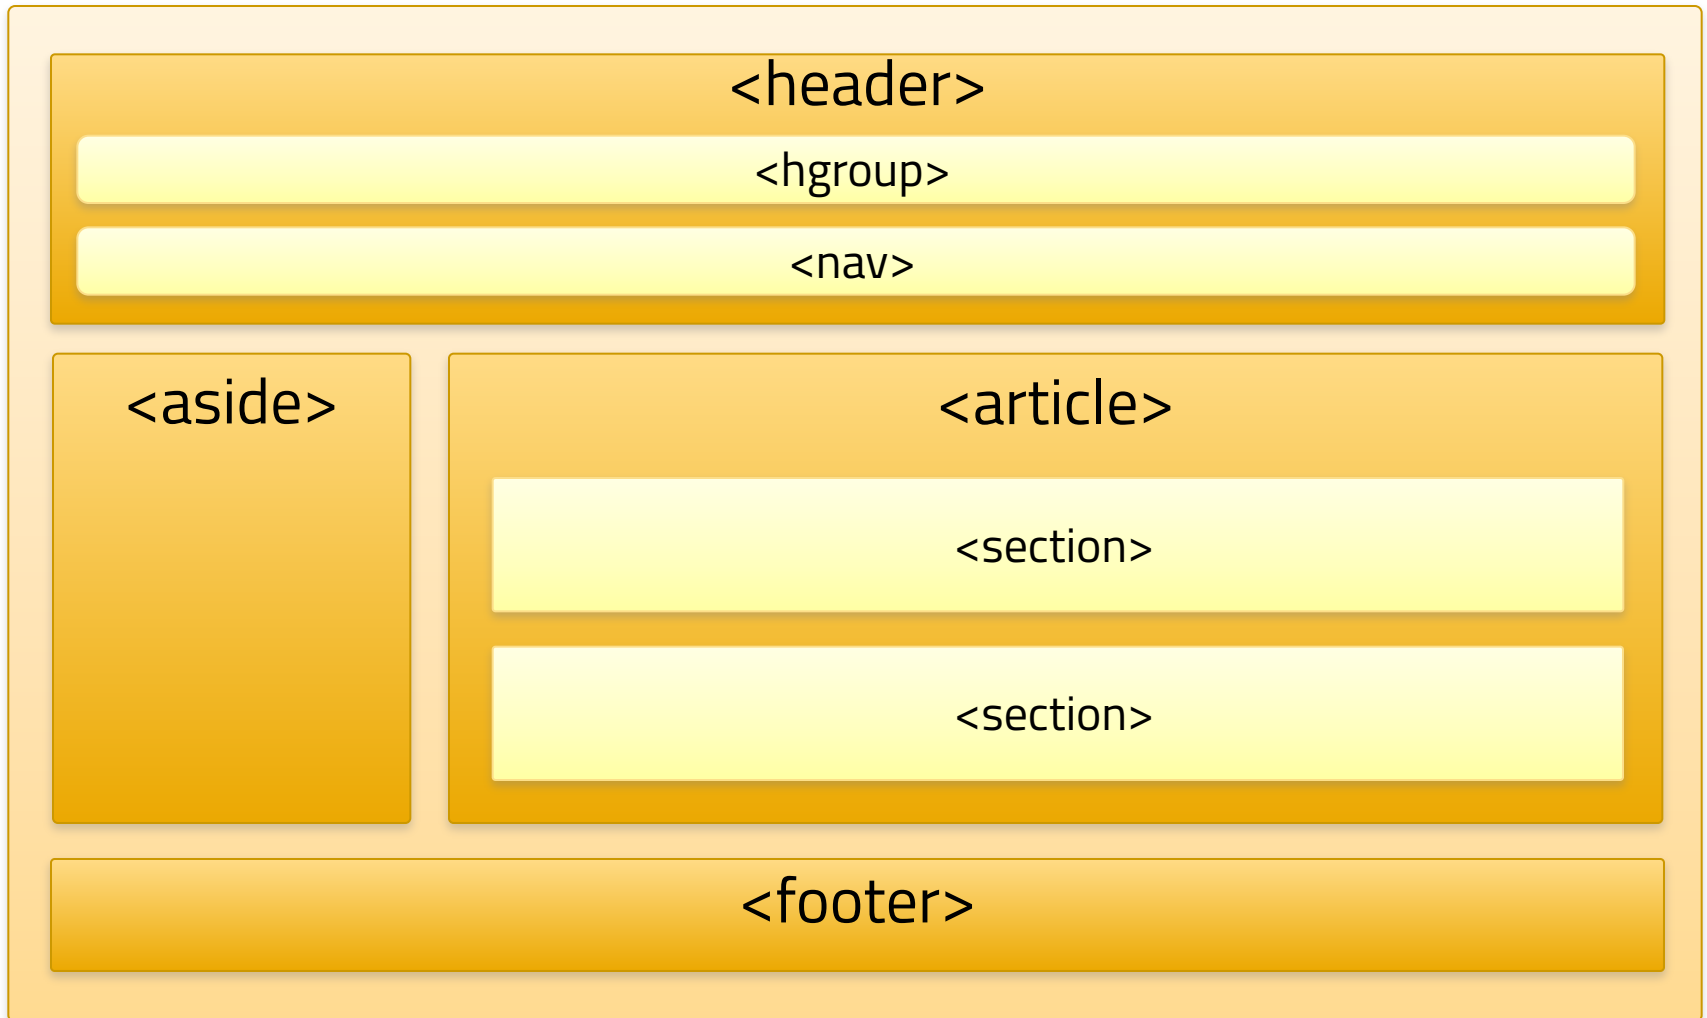 <header>
<hgroup>
<nav>
<aside>
<article>
<section>
<section>
<footer>